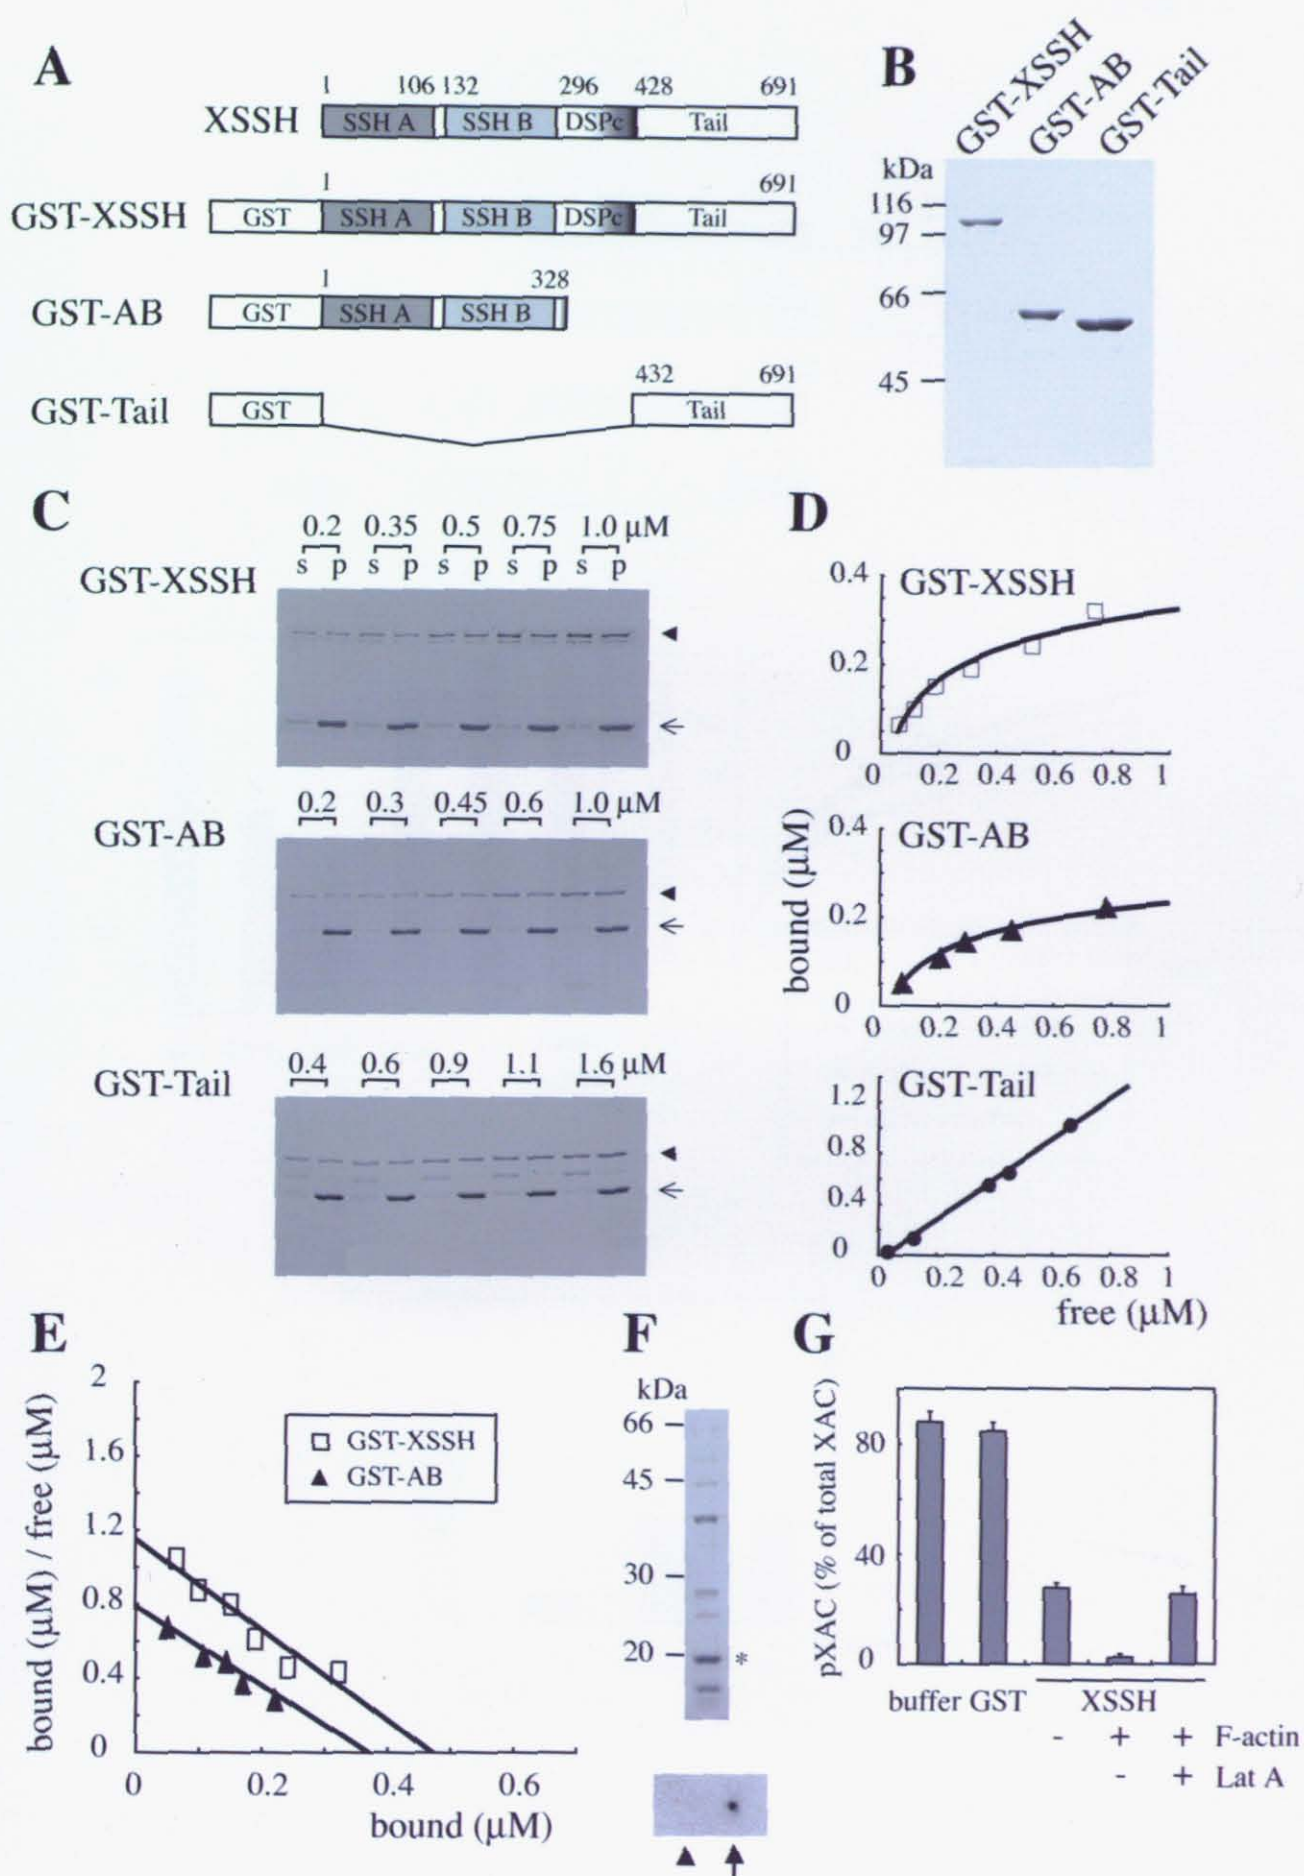 A
1 106 132 296 428 691
XSSH SSH A SSH B DSPc Tail
1 691
GST-XSSH GST SSH A SSH B DSPc Tail
1 328
GST-AB GST SSH A SSH B
432 691
GST-Tail GST Tail
B
GST-XSSH
GST-AB
GST-Tail
kDa
116
97
66
45
C
0.2 0.35 0.5 0.75 1.0 μM
s p s p s p s p s p
GST-XSSH
0.2 0.3 0.45 0.6 1.0 μM
GST-AB
0.4 0.6 0.9 1.1 1.6 μM
GST-Tail
D
GST-XSSH
0.4
0.2
0
0 0.2 0.4 0.6 0.8 1
bound (μM)
GST-AB
0.4
0.2
0
0 0.2 0.4 0.6 0.8 1
GST-Tail
1.2
0.8
0.4
0
0 0.2 0.4 0.6 0.8 1
free (μM)
E
bound (μM) / free (μM)
2
1.6
1.2
0.8
0.4
0
GST-XSSH
GST-AB
0 0.2 0.4 0.6
bound (μM)
F
kDa
66
45
30
20 *
G
pXAC (% of total XAC)
80
40
0
buffer GST XSSH
- + + F-actin
- + Lat A